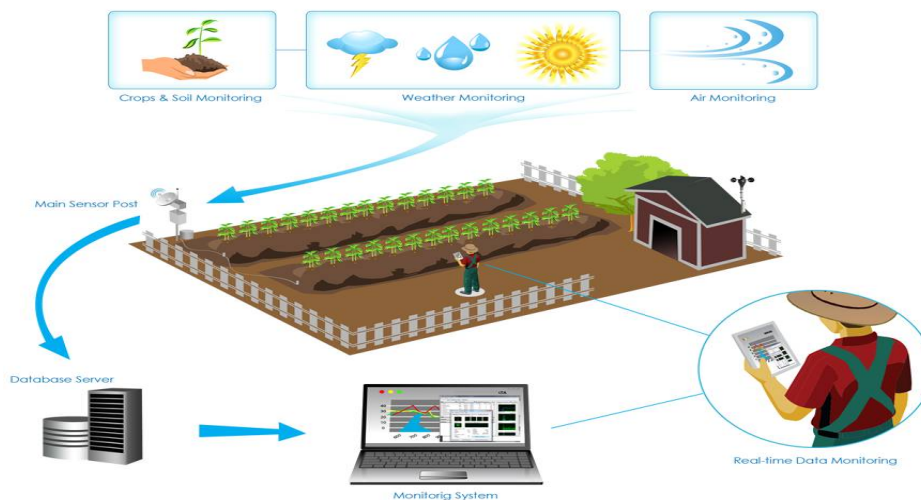 Crops & Soil Monitoring
Weather Monitoring
Air Monitoring
Main Sensor Post
Database Server
Monitorig System
Real-time Data Monitoring